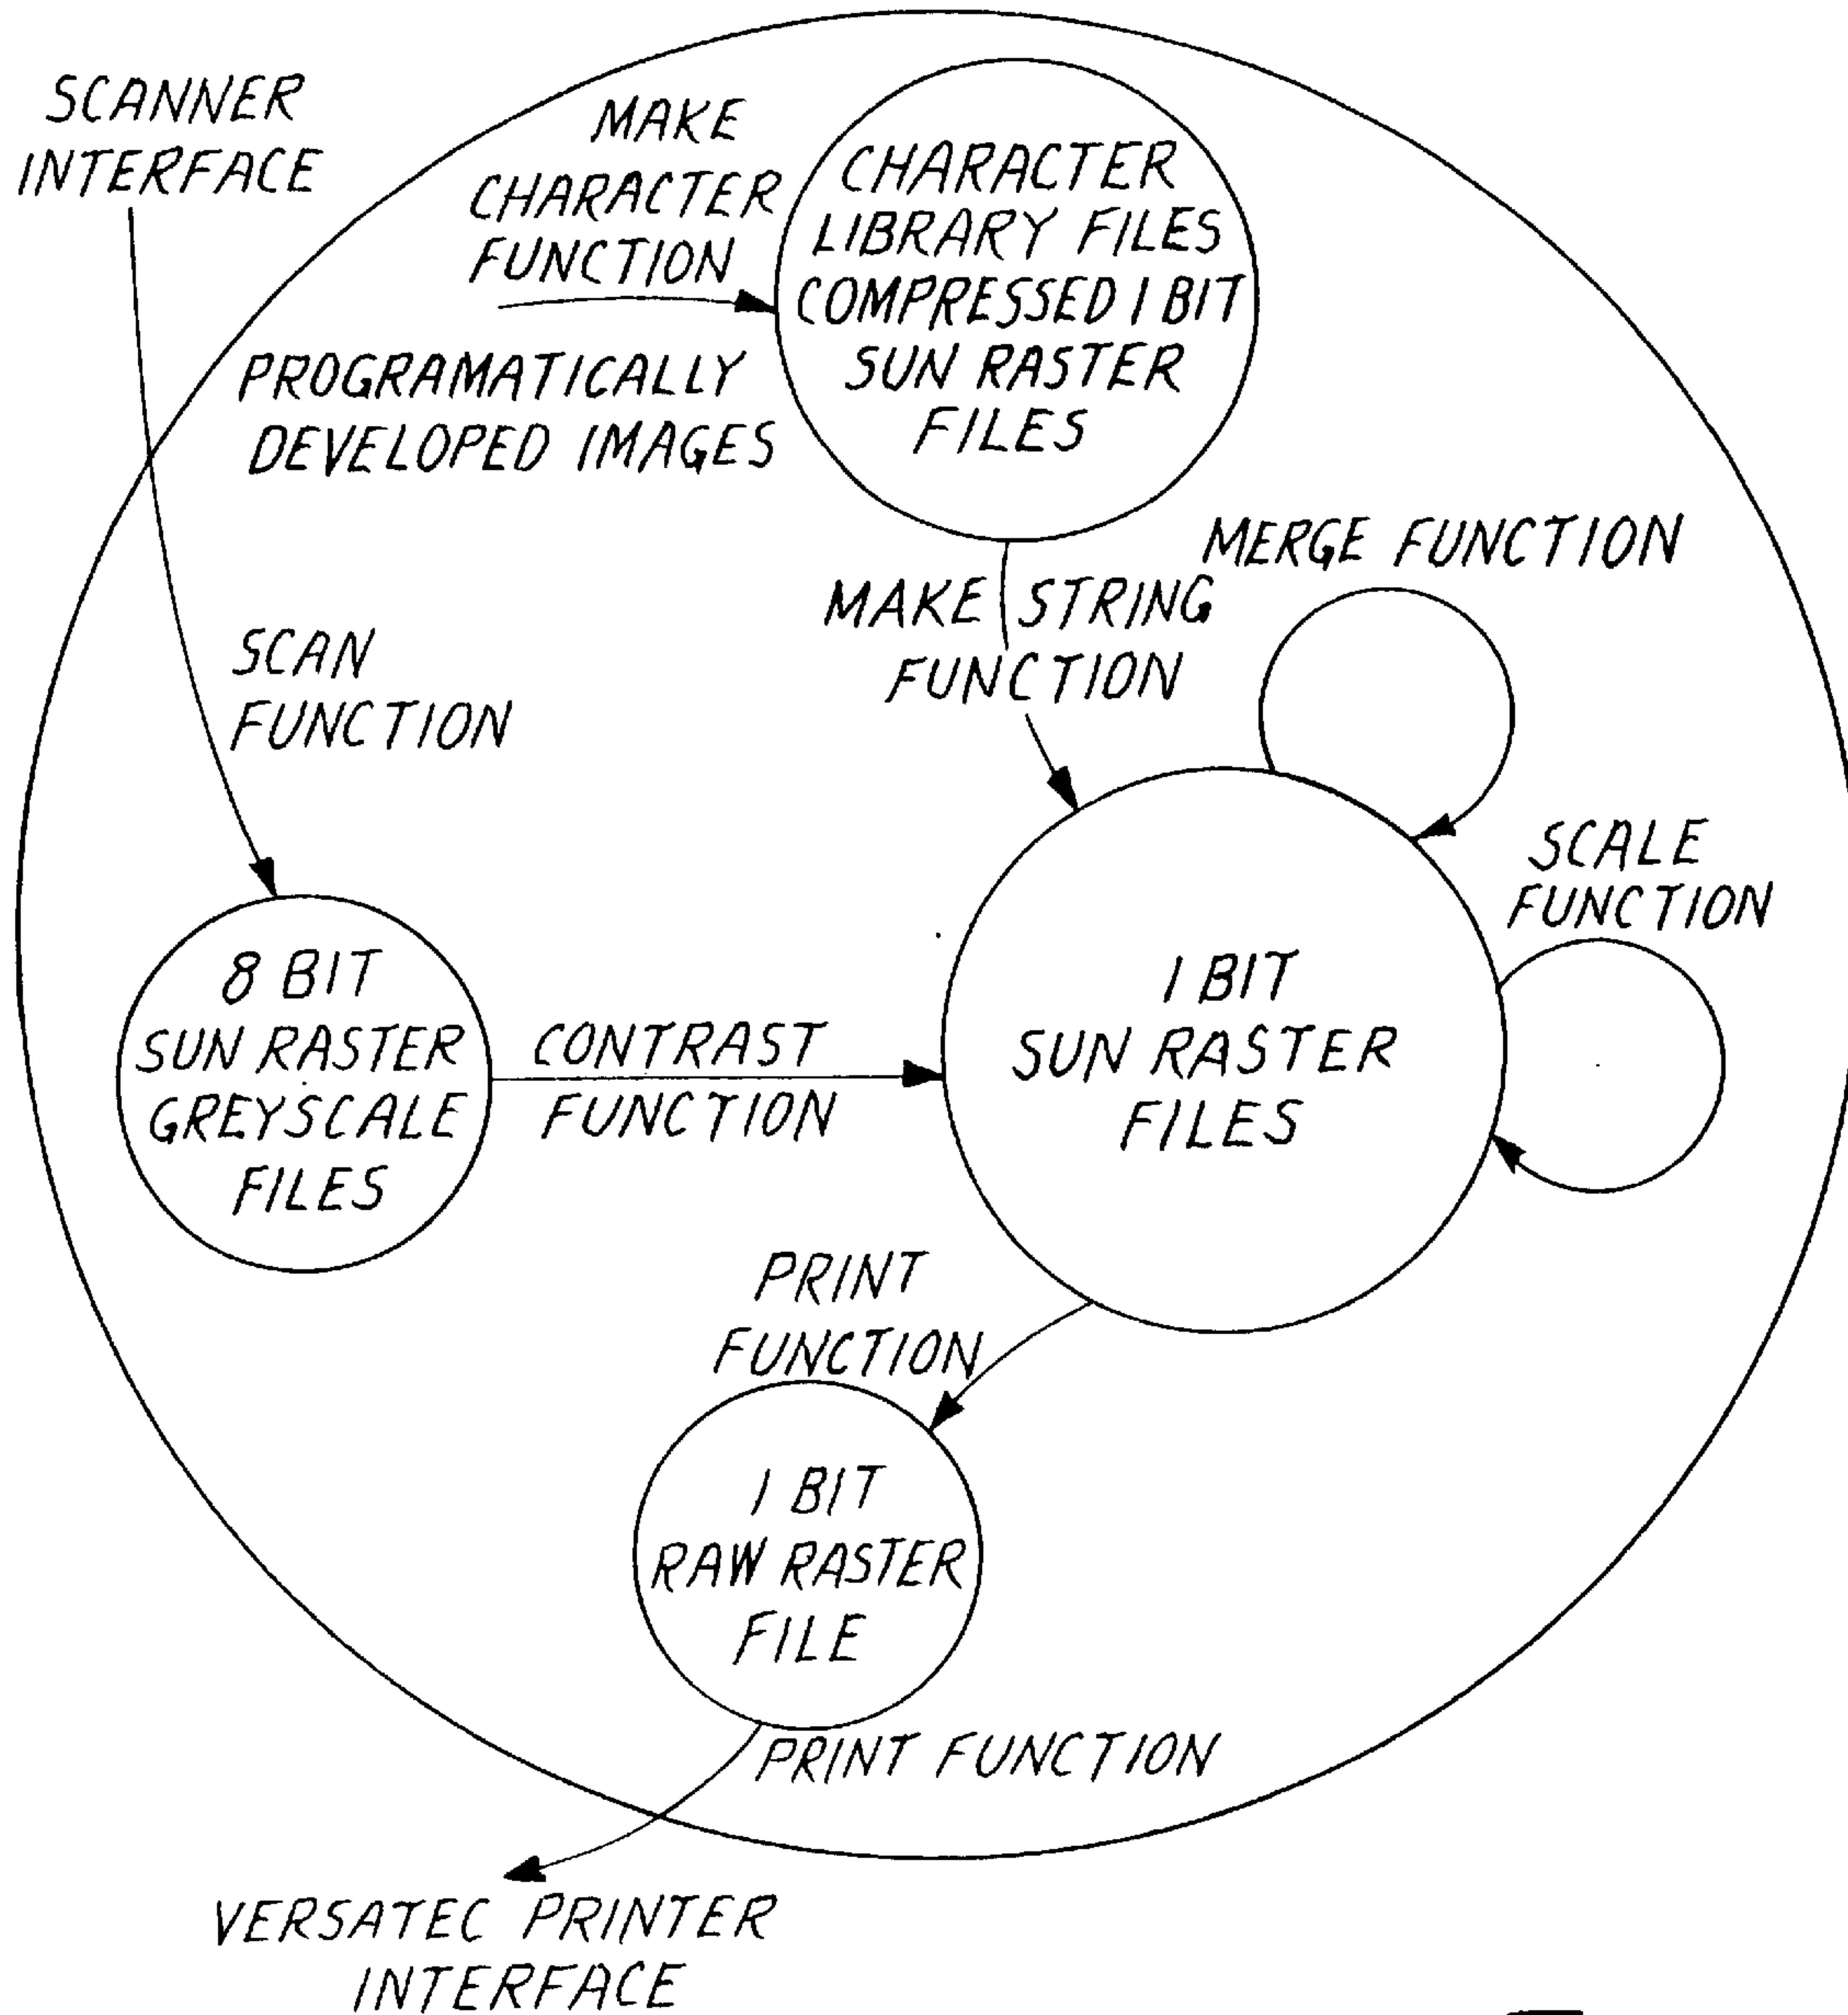 SCANNER
INTERFACE
MAKE
CHARACTER
FUNCTION
PROGRAMATICALLY
DEVELOPED IMAGES
CHARACTER
LIBRARY FILES
COMPRESSED 1 BIT
SUN RASTER
FILES
MERGE FUNCTION
MAKE STRING
FUNCTION
SCAN
FUNCTION
SCALE
FUNCTION
8 BIT
SUN RASTER
GREYSCALE
FILES
CONTRAST
FUNCTION
1 BIT
SUN RASTER
FILES
PRINT
FUNCTION
1 BIT
RAW RASTER
FILE
PRINT FUNCTION
VERSATEC PRINTER
INTERFACE